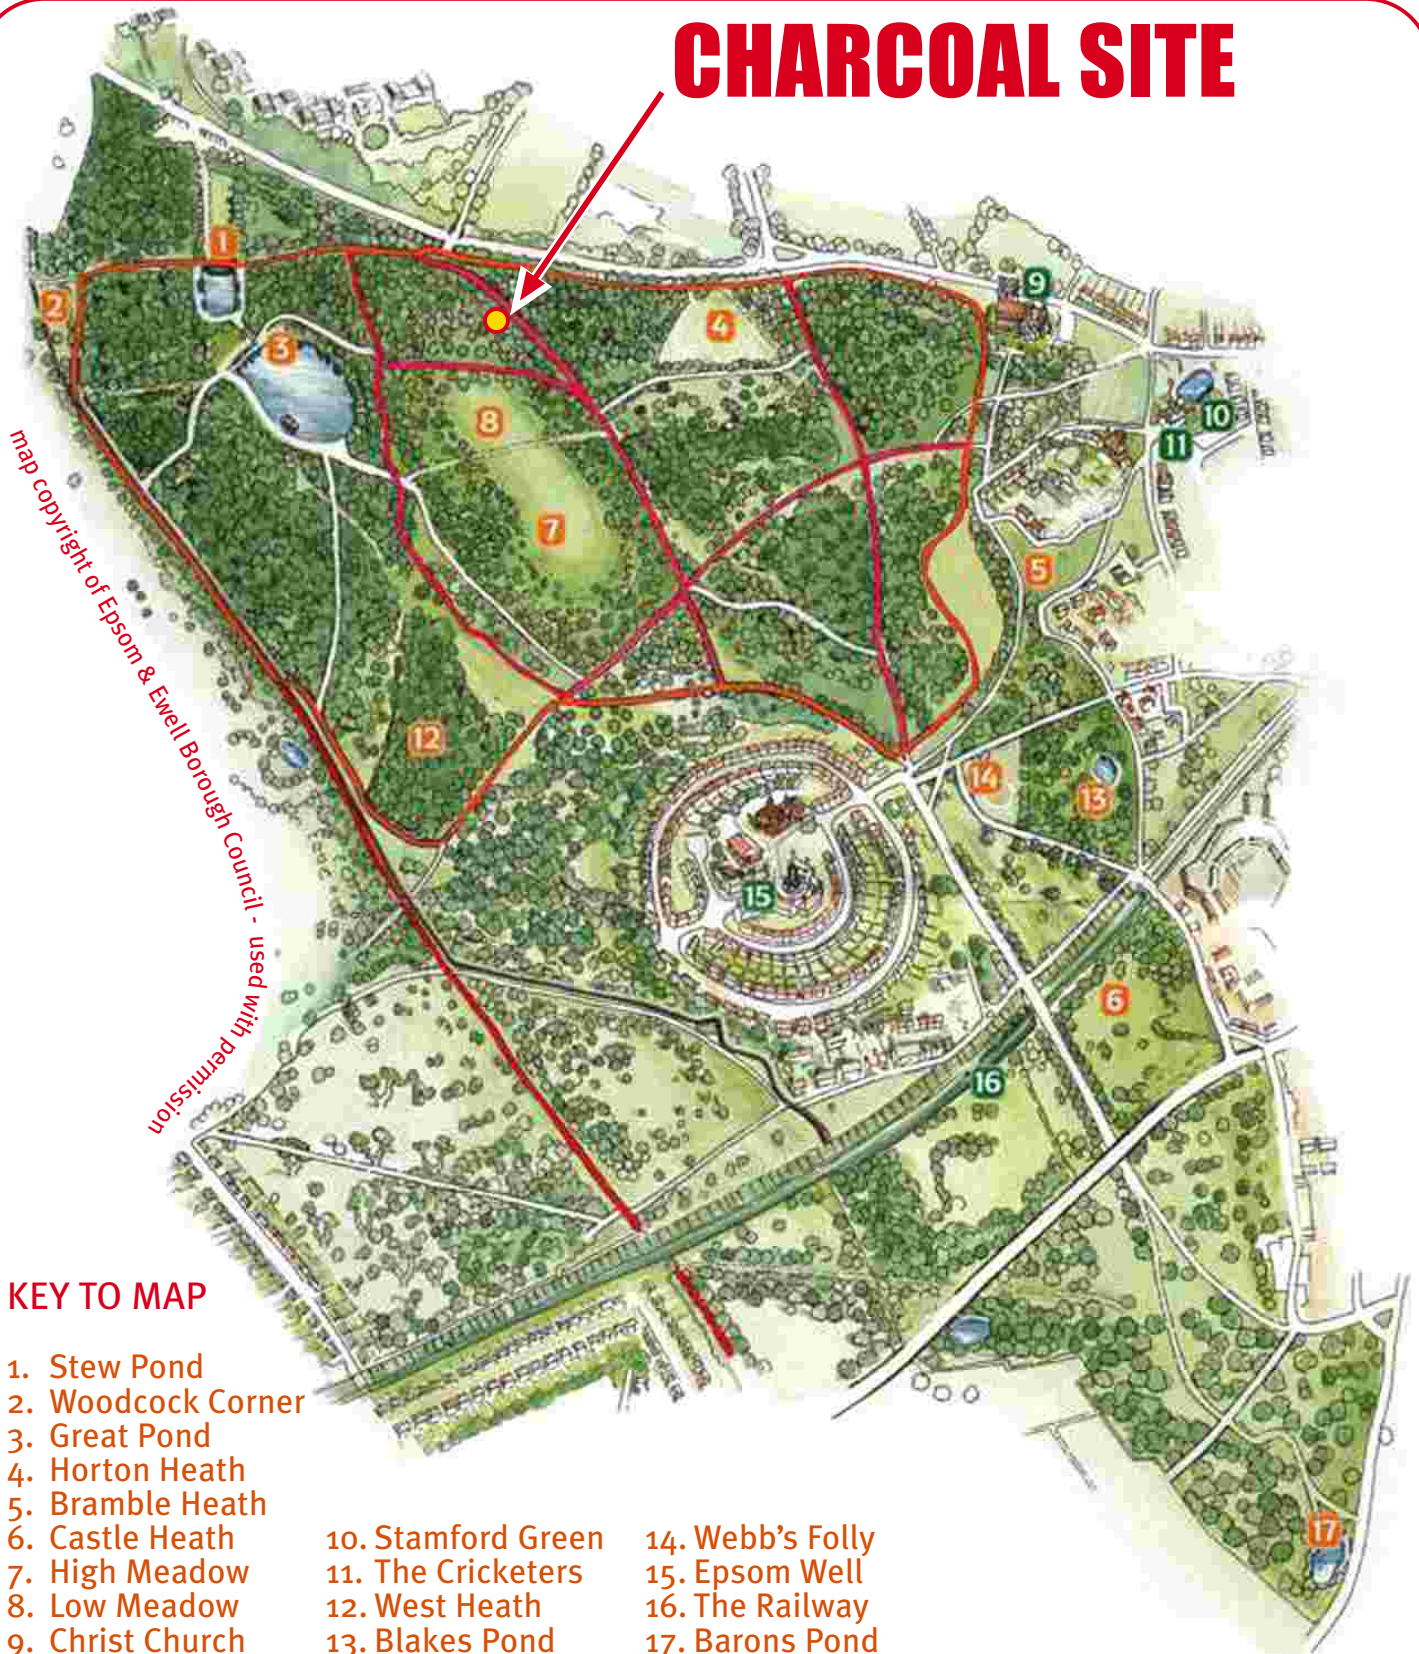 CHARCOAL SITE
1
2
3
4
9
8
7
10
11
5
12
14
13
15
6
16
17
map copyright of Epsom & Ewell Borough Council - used with permission
KEY TO MAP
1. Stew Pond
2. Woodcock Corner
3. Great Pond
4. Horton Heath
5. Bramble Heath
6. Castle Heath
7. High Meadow
8. Low Meadow
9. Christ Church
10. Stamford Green
11. The Cricketers
12. West Heath
13. Blakes Pond
14. Webb's Folly
15. Epsom Well
16. The Railway
17. Barons Pond